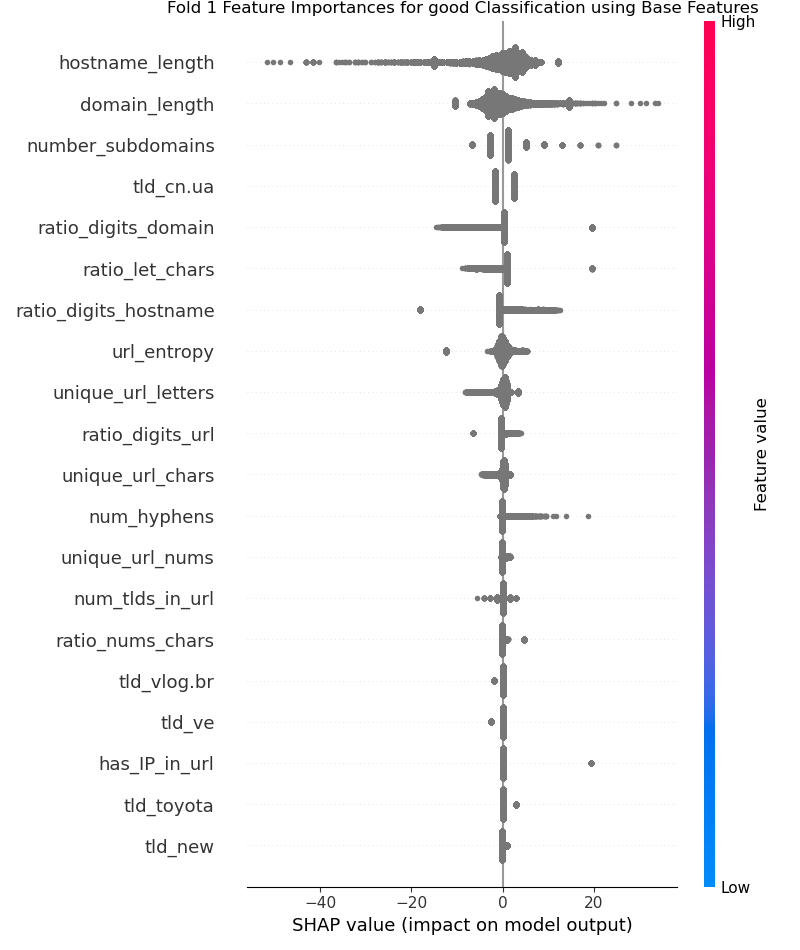 Fold 1 Feature Importances for good Classification using Base Features
High
hostname_length
domain_length
number_subdomains
tld_cn.ua
ratio_digits_domain
ratio_let_chars
ratio_digits_hostname
url_entropy
unique_url_letters
ratio_digits_url
unique_url_chars
num_hyphens
unique_url_nums
num_tlds_in_url
ratio_nums_chars
tld_vlog.br
tld_ve
has_IP_in_url
tld_toyota
tld_new
Feature value
Low
−40 −20 0 20
SHAP value (impact on model output)